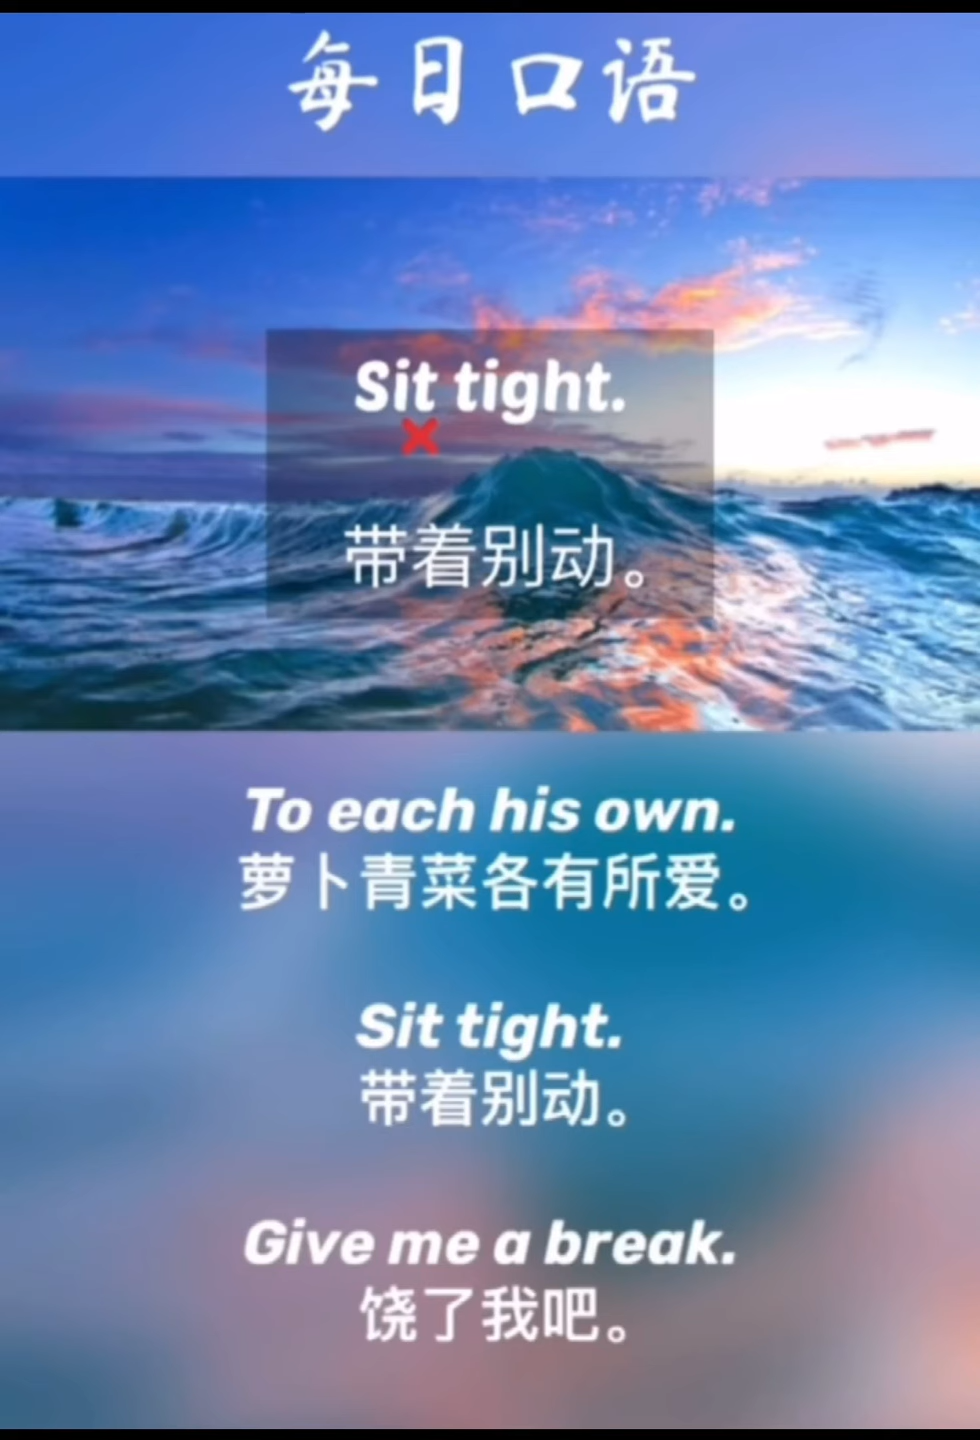 每日口语
Sit tight.
带着别动。
To each his own.
萝卜青菜各有所爱。
Sit tight.
带着别动。
Give me a break.
饶了我吧。